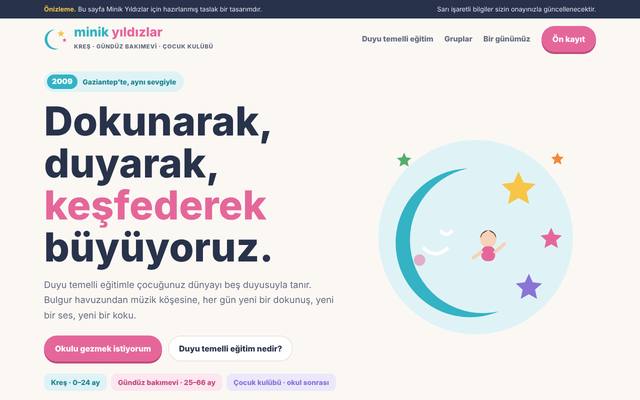 Önizleme. Bu sayfa Minik Yıldızlar için hazırlanmış taslak bir tasarımdır.
Sarı işaretli bilgiler sizin onayınızla güncellenecektir.
minik yıldızlar
KREŞ · GÜNDÜZ BAKIMEVİ · ÇOCUK KULÜBÜ
Duyu temelli eğitim
Gruplar
Bir günümüz
Ön kayıt
2009 Gaziantep'te, aynı sevgiyle
Dokunarak,
duyarak,
keşfederek
büyüyoruz.
Duyu temelli eğitimle çocuğunuz dünyayı beş duyusuyla tanır.
Bulgur havuzundan müzik köşesine, her gün yeni bir dokunuş, yeni
bir ses, yeni bir koku.
Okulu gezmek istiyorum
Duyu temelli eğitim nedir?
Kreş · 0–24 ay
Gündüz bakımevi · 25–66 ay
Çocuk kulübü · okul sonrası